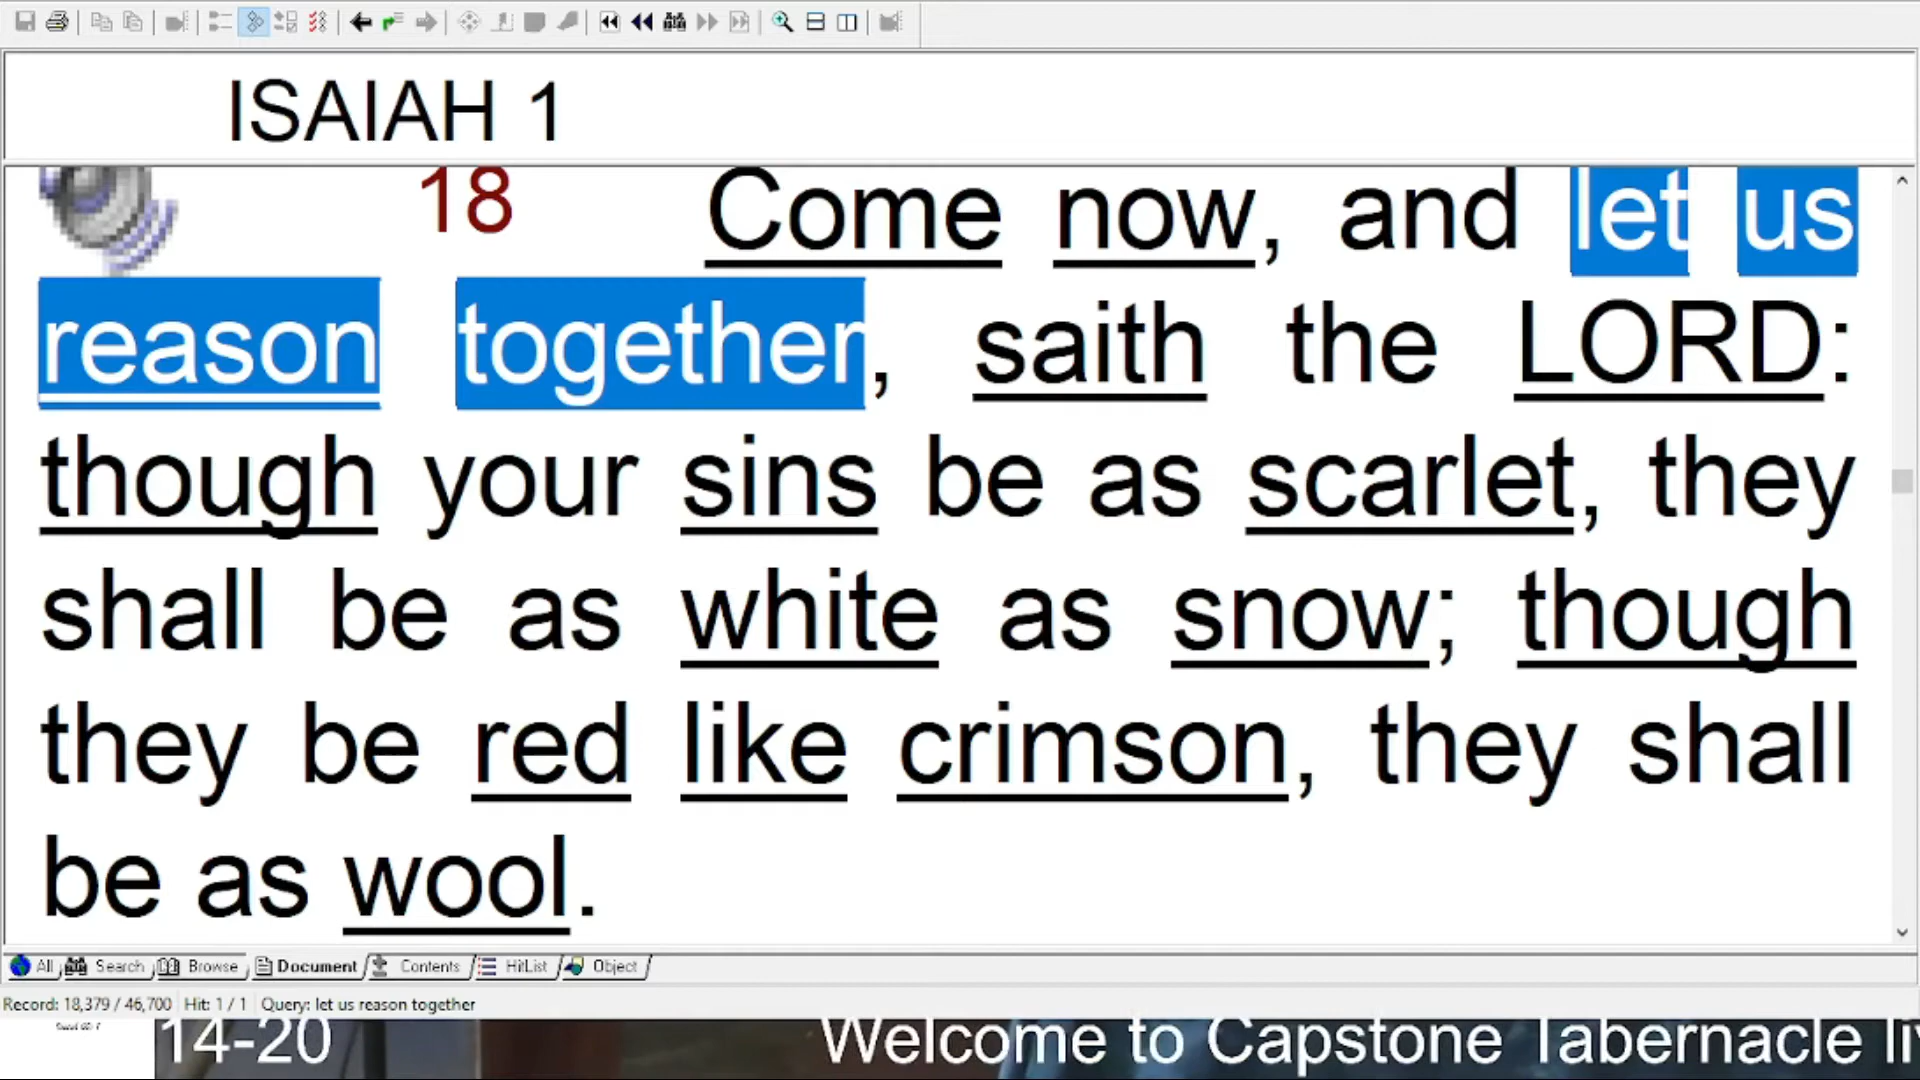 ISAIAH 1
18 Come now, and let us
reason together, saith the LORD:
though your sins be as scarlet, they
shall be as white as snow; though
they be red like crimson, they shall
be as wool.
All Search Browse Document Contents HitList Object
Record: 18,379 / 46,700 Hit: 1 / 1 Query: let us reason together
14-20 Welcome to Capstone Tabernacle li